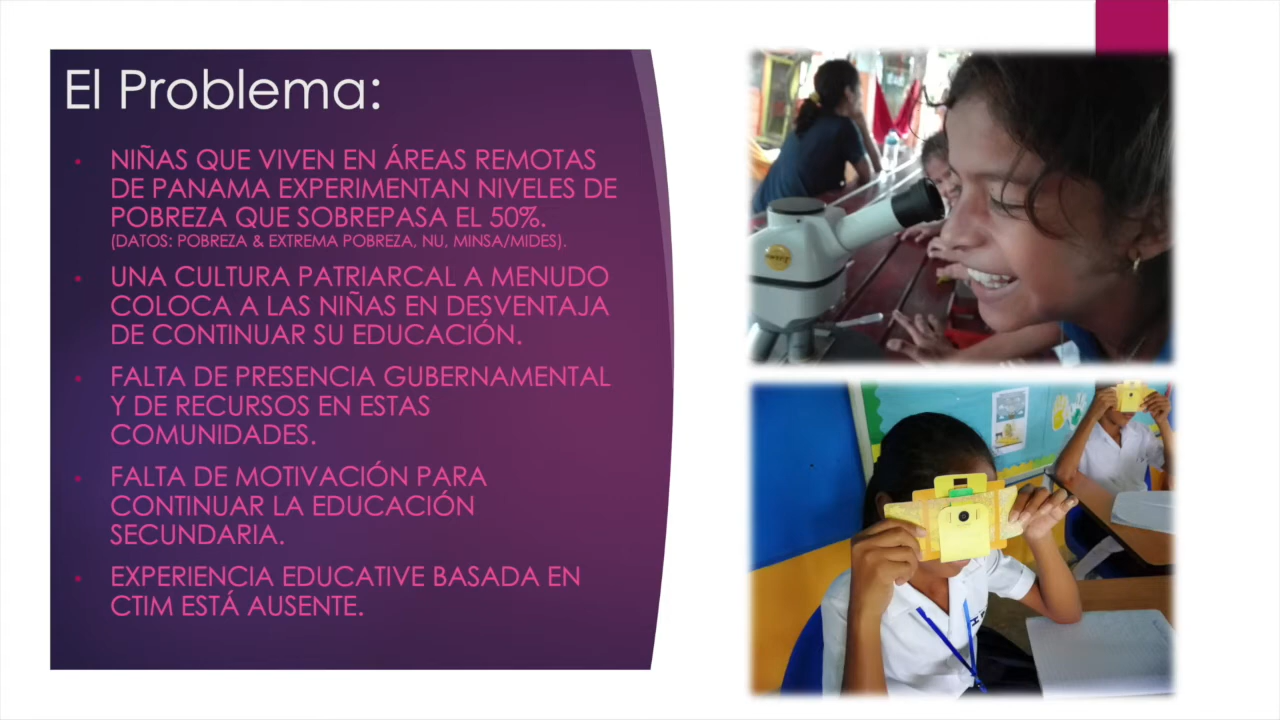 El Problema:
NIÑAS QUE VIVEN EN ÁREAS REMOTAS
DE PANAMA EXPERIMENTAN NIVELES DE
POBREZA QUE SOBREPASA EL 50%.
(DATOS: POBREZA & EXTREMA POBREZA, NU, MINSA/MIDES).
UNA CULTURA PATRIARCAL A MENUDO
COLOCA A LAS NIÑAS EN DESVENTAJA
DE CONTINUAR SU EDUCACIÓN.
FALTA DE PRESENCIA GUBERNAMENTAL
Y DE RECURSOS EN ESTAS
COMUNIDADES.
FALTA DE MOTIVACIÓN PARA
CONTINUAR LA EDUCACIÓN
SECUNDARIA.
EXPERIENCIA EDUCATIVE BASADA EN
CTIM ESTÁ AUSENTE.